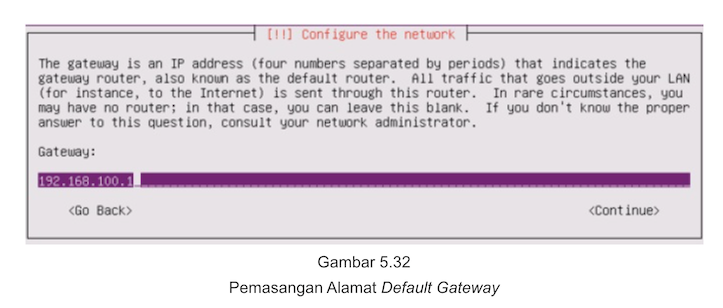 [!!] Configure the network
The gateway is an IP address (four numbers separated by periods) that indicates the
gateway router, also known as the default router.  All traffic that goes outside your LAN
(for instance, to the Internet) is sent through this router.  In rare circumstances, you
may have no router; in that case, you can leave this blank.  If you don't know the proper
answer to this question, consult your network administrator.
Gateway:
192.168.100.1
<Go Back> <Continue>
Gambar 5.32
Pemasangan Alamat Default Gateway